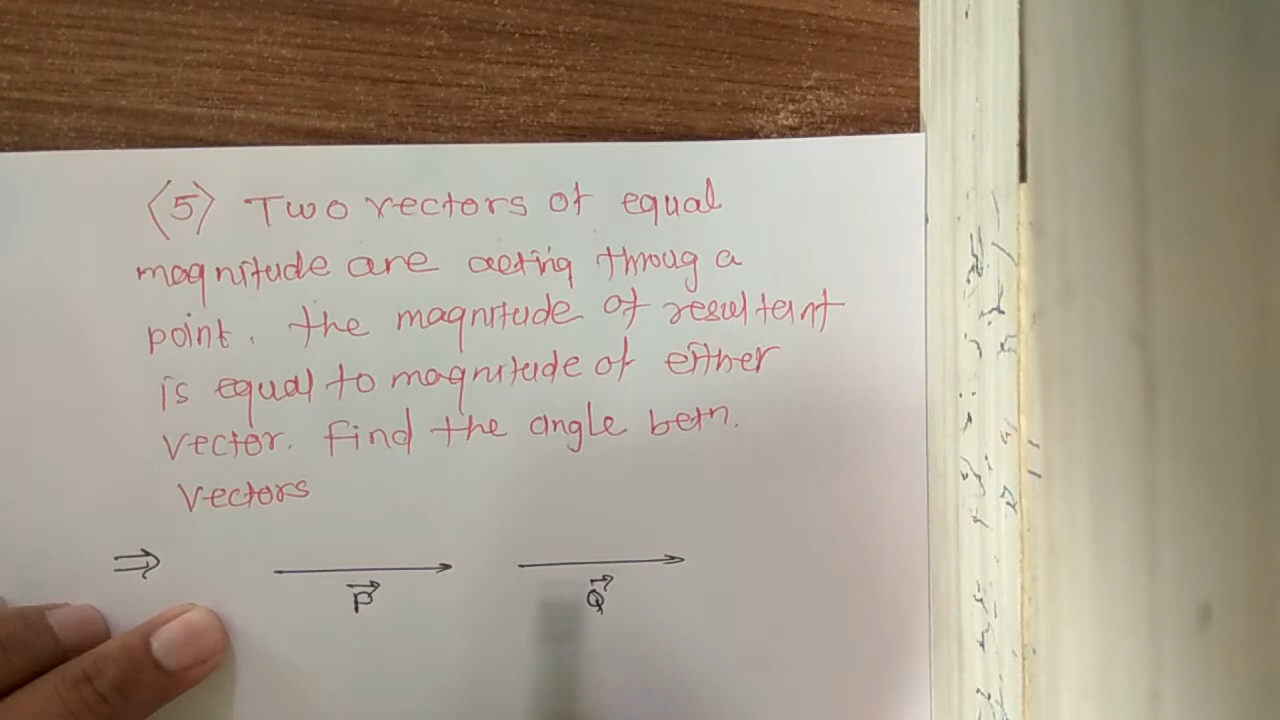 ⟨5⟩ Two vectors of equal
magnitude are acting throug a
point. The magnitude of resultant
is equal to magnitude of either
vector. Find the angle betn.
vectors
⇒ P⃗ Q⃗